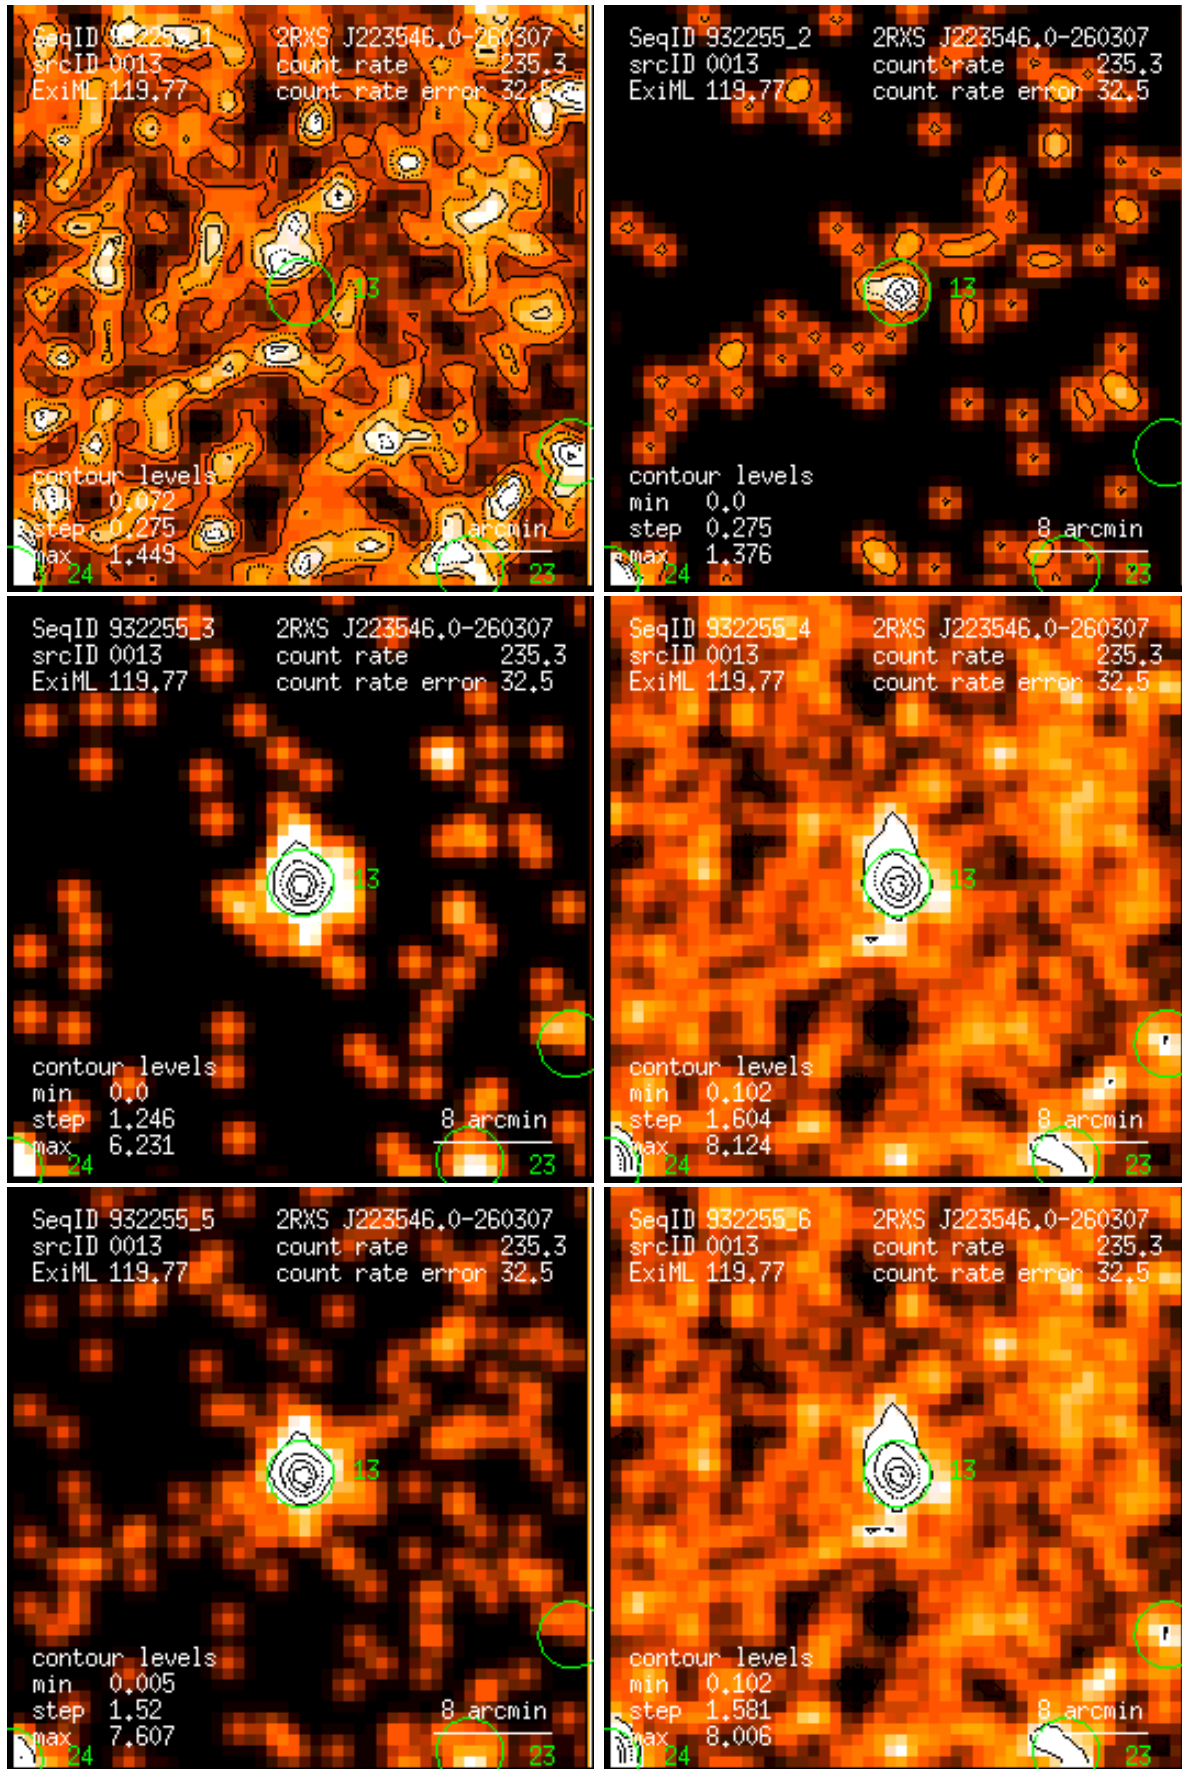 SeqID 932255_1 2RXS J223546.0-260307
srcID 0013 count rate 235.3
ExiML 119.77 count rate error 32.5
13
contour levels
min 0.072
step 0.275
max 1.449
8 arcmin
24
23
SeqID 932255_2 2RXS J223546.0-260307
srcID 0013 count rate 235.3
ExiML 119.77 count rate error 32.5
13
contour levels
min 0.0
step 0.275
max 1.376
8 arcmin
24
23
SeqID 932255_3 2RXS J223546.0-260307
srcID 0013 count rate 235.3
ExiML 119.77 count rate error 32.5
13
contour levels
min 0.0
step 1.246
max 6.231
8 arcmin
24
23
SeqID 932255_4 2RXS J223546.0-260307
srcID 0013 count rate 235.3
ExiML 119.77 count rate error 32.5
13
contour levels
min 0.102
step 1.604
max 8.124
8 arcmin
24
23
SeqID 932255_5 2RXS J223546.0-260307
srcID 0013 count rate 235.3
ExiML 119.77 count rate error 32.5
13
contour levels
min 0.005
step 1.52
max 7.607
8 arcmin
24
23
SeqID 932255_6 2RXS J223546.0-260307
srcID 0013 count rate 235.3
ExiML 119.77 count rate error 32.5
13
contour levels
min 0.102
step 1.581
max 8.006
8 arcmin
24
23